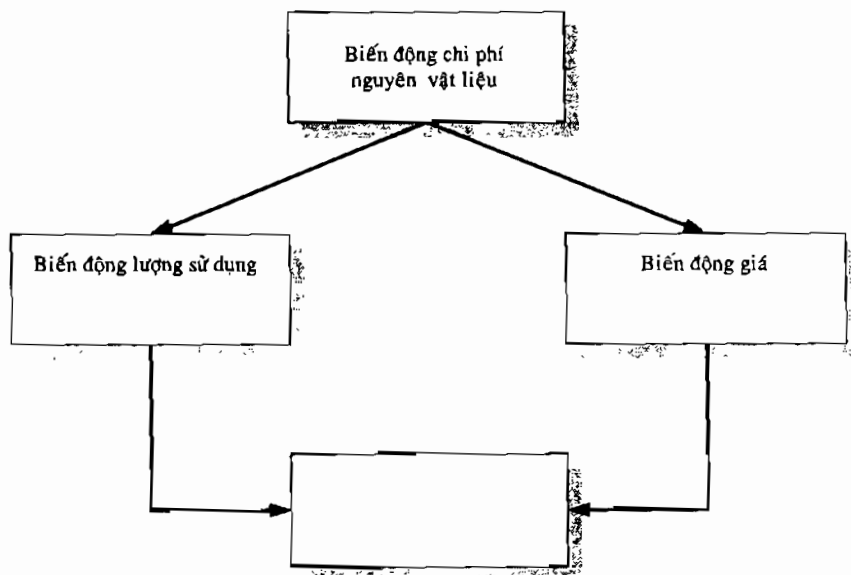 Biến động chi phí
nguyên vật liệu
Biến động lượng sử dụng
Biến động giá